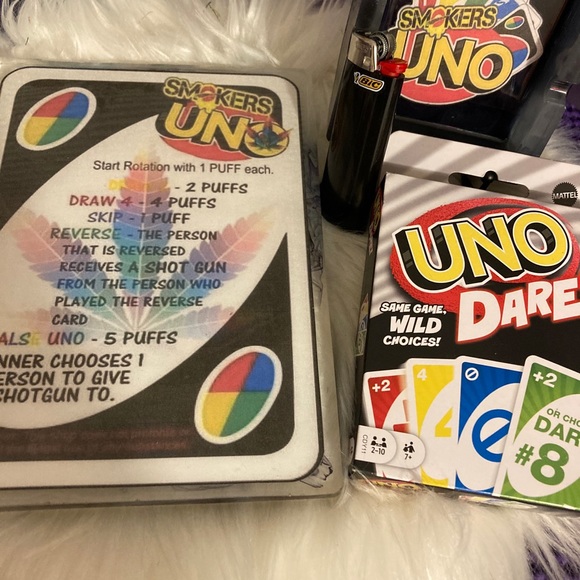 SMOKERS
UNO
Start Rotation with 1 PUFF each.
- 2 PUFFS
DRAW 4 - 4 PUFFS
SKIP - 1 PUFF
REVERSE - THE PERSON
THAT IS REVERSED
RECEIVES A SHOT GUN
FROM THE PERSON WHO
PLAYED THE REVERSE
CARD
ALSE UNO - 5 PUFFS
NNER CHOOSES 1
ERSON TO GIVE
SHOTGUN TO.
BIC
SMOKERS
UNO
MATTEL
UNO
DARE
SAME GAME,
WILD
CHOICES!
+2
4
+2
OR CHO
DAR
#8
CDY11
2-10
7+